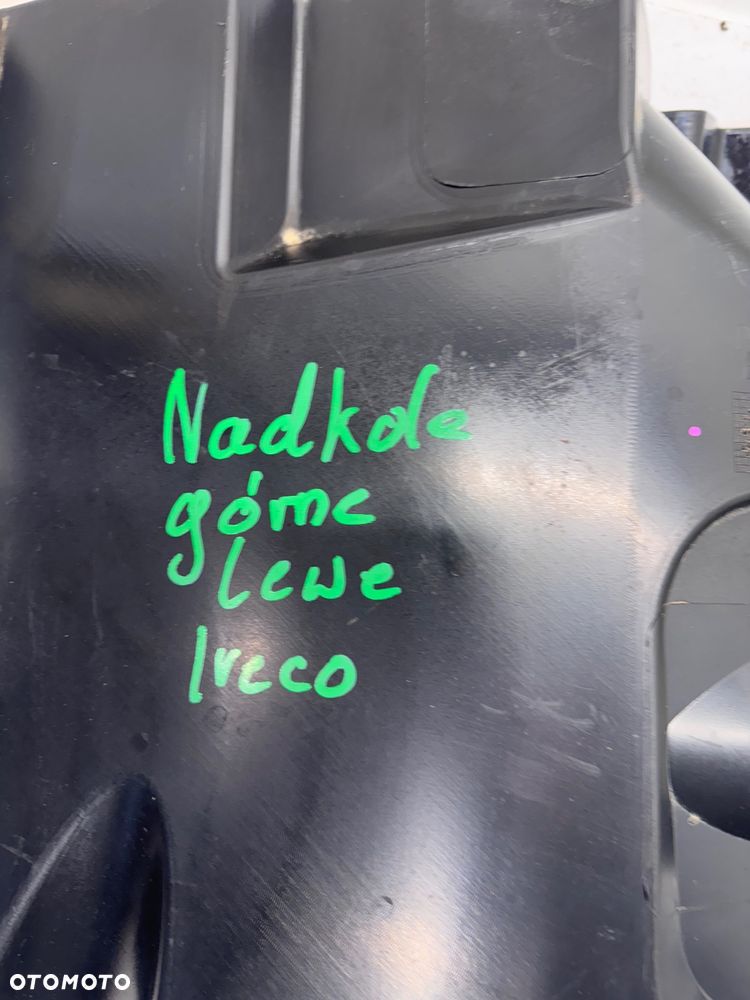 Nadkole
górne
lewe
Iveco
OTOMOTO